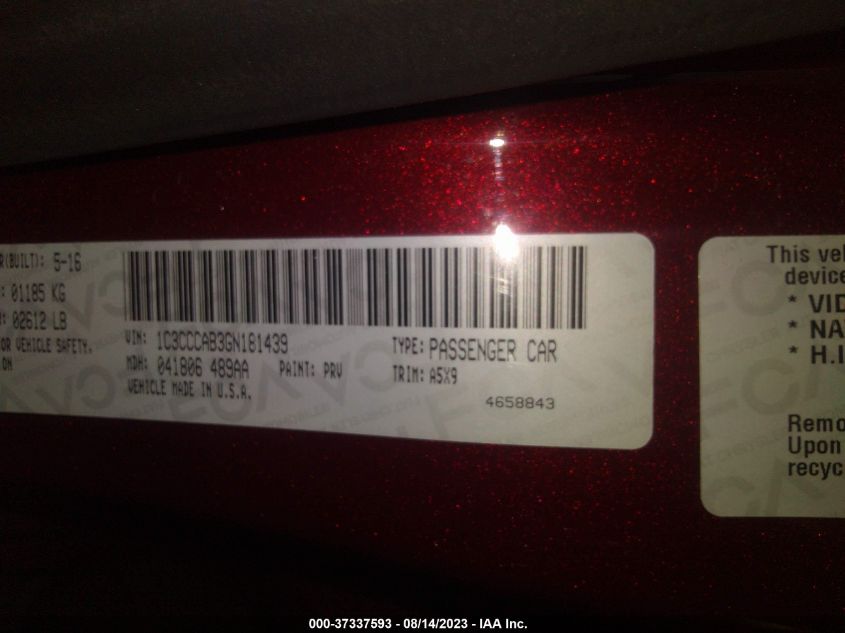 R(BUILT): 5-16
: 01185 KG
: 02612 LB
OR VEHICLE SAFETY.
ON
VIN: 1C3CCCAB3GN181439
MDH: 041806 489AA PAINT: PRV
VEHICLE MADE IN U.S.A.
TYPE: PASSENGER CAR
TRIM: A5X9
4658843
This vel
device
* VID
* NA
* H.I
Remo
Upon
recyc
000-37337593 - 08/14/2023 - IAA Inc.